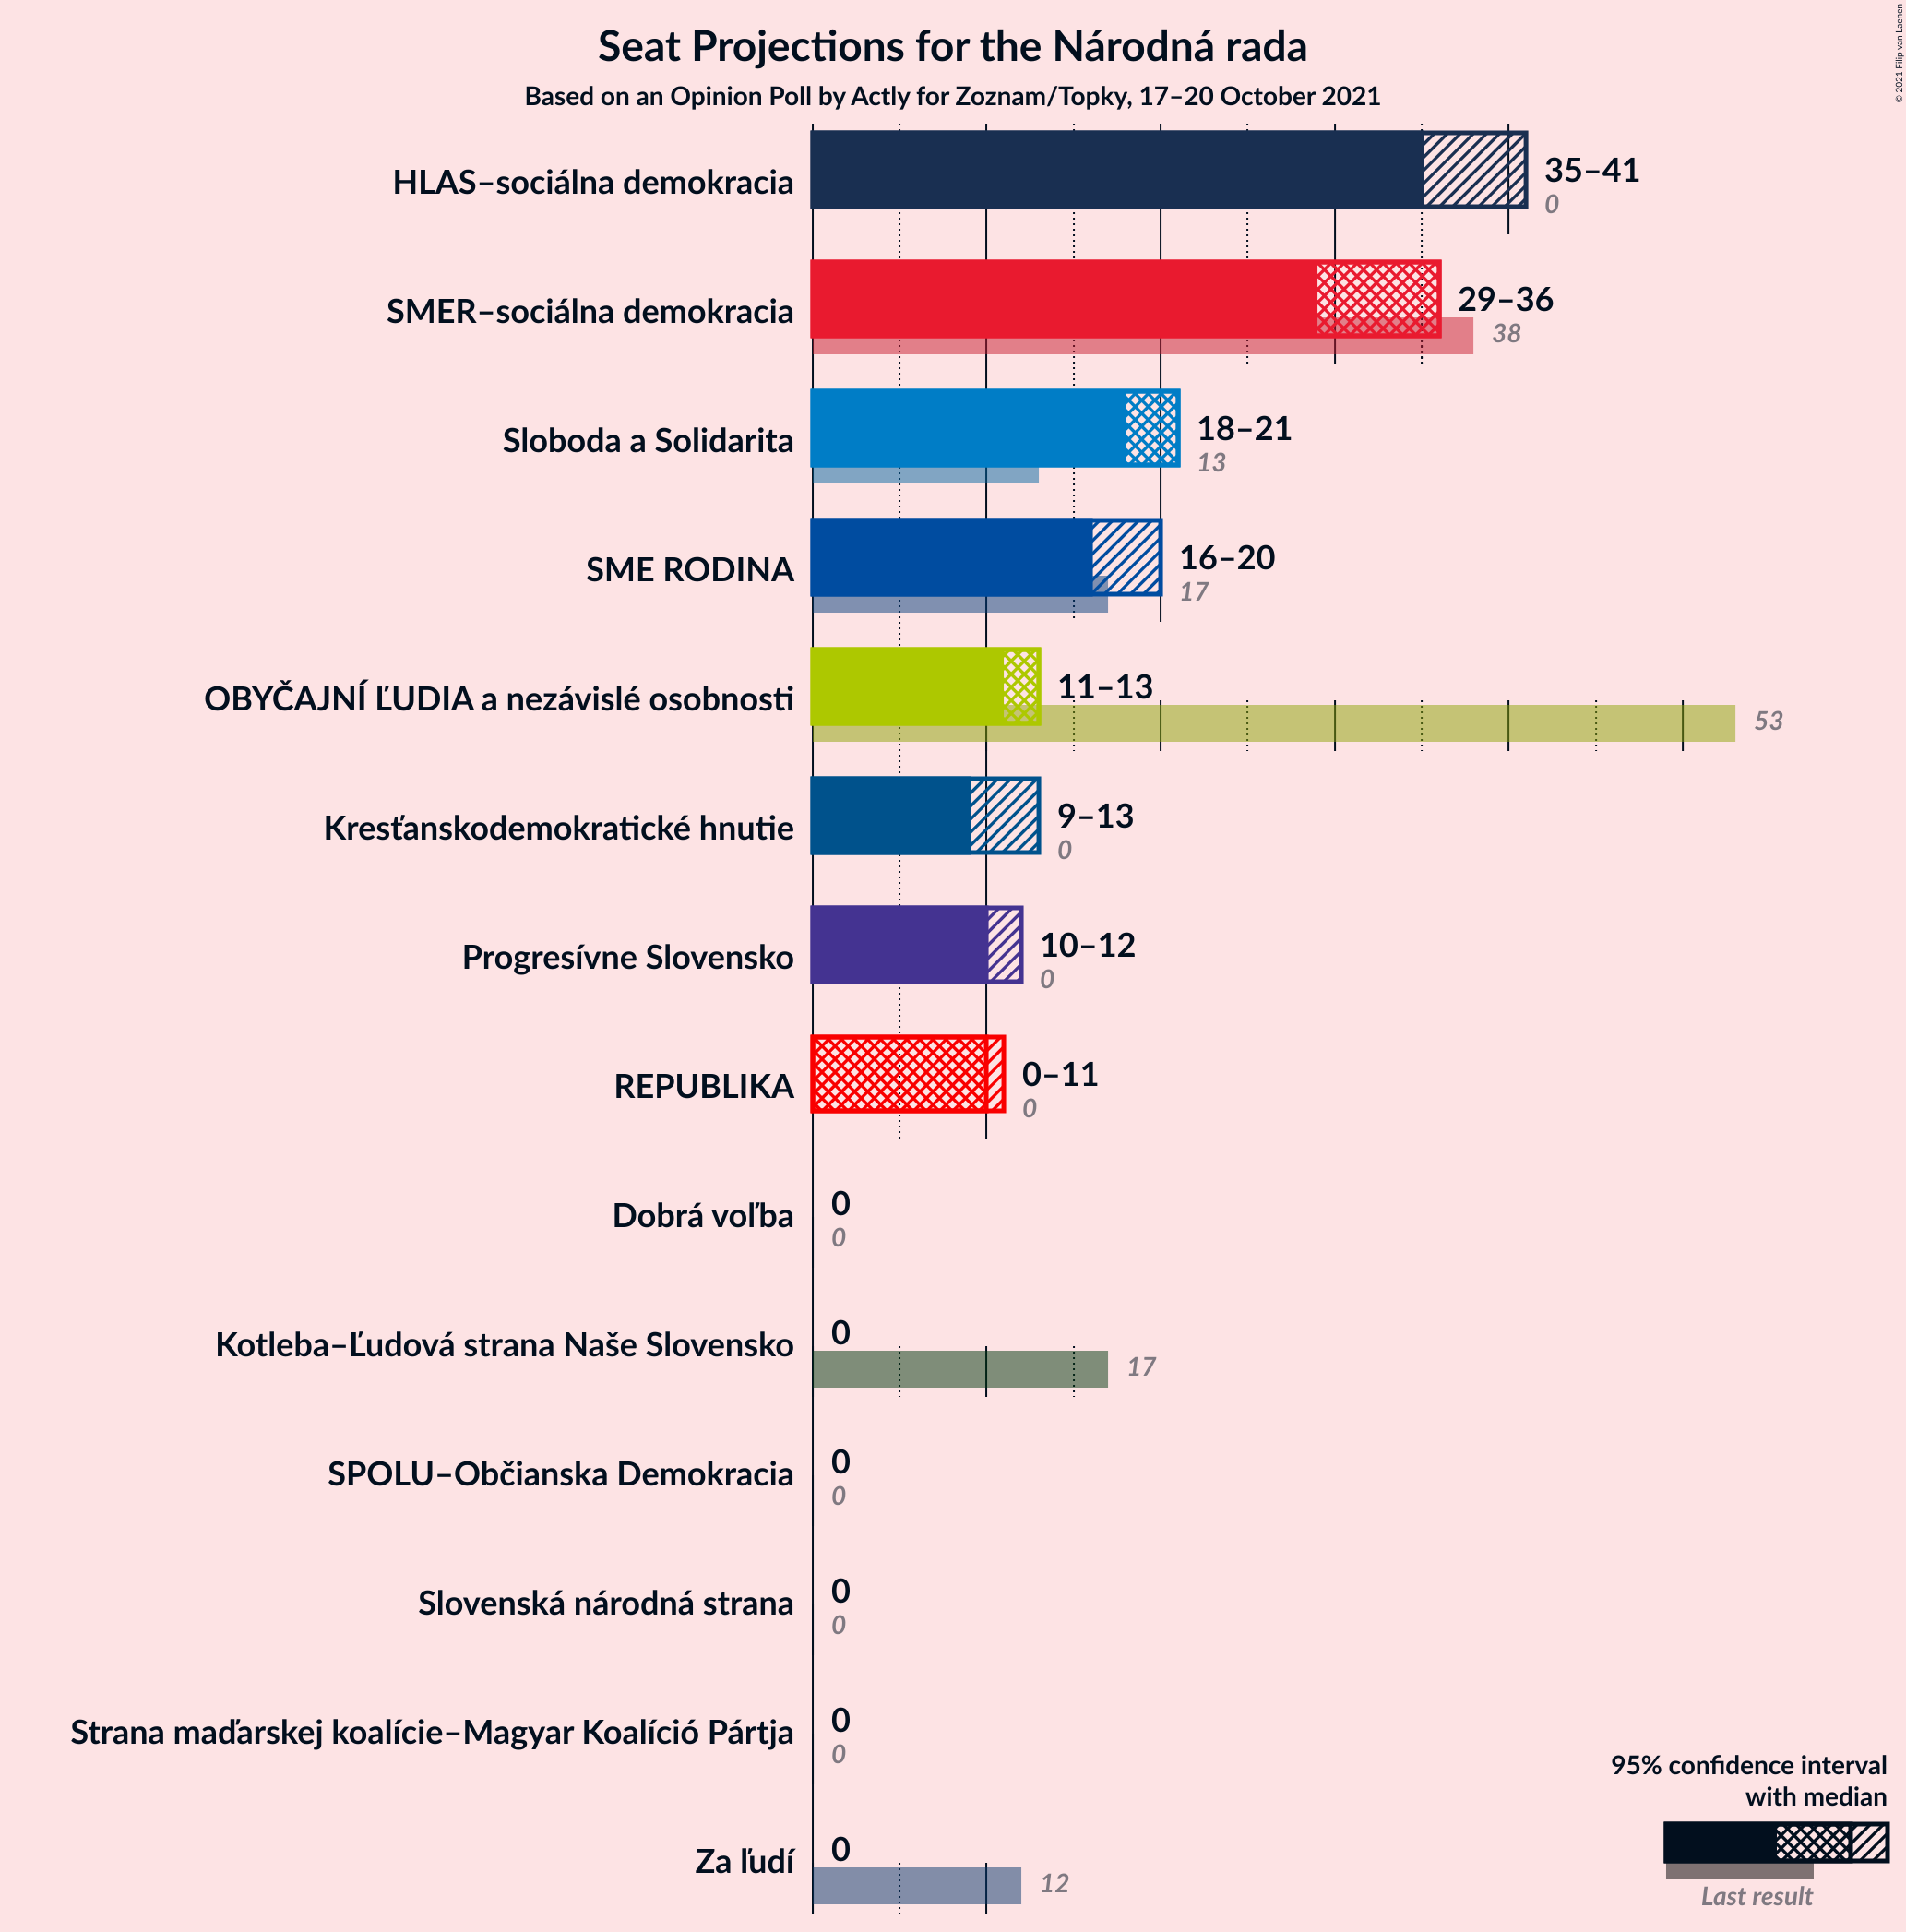 Seat Projections for the Národná rada
Based on an Opinion Poll by Actly for Zoznam/Topky, 17–20 October 2021
© 2021 Filip van Laenen
HLAS–sociálna demokracia
35–41
0
SMER–sociálna demokracia
29–36
38
Sloboda a Solidarita
18–21
13
SME RODINA
16–20
17
OBYČAJNÍ ĽUDIA a nezávislé osobnosti
11–13
53
Kresťanskodemokratické hnutie
9–13
0
Progresívne Slovensko
10–12
0
REPUBLIKA
0–11
0
Dobrá voľba
0
0
Kotleba–Ľudová strana Naše Slovensko
0
17
SPOLU–Občianska Demokracia
0
0
Slovenská národná strana
0
0
Strana maďarskej koalície–Magyar Koalíció Pártja
0
0
Za ľudí
0
12
95% confidence interval
with median
Last result